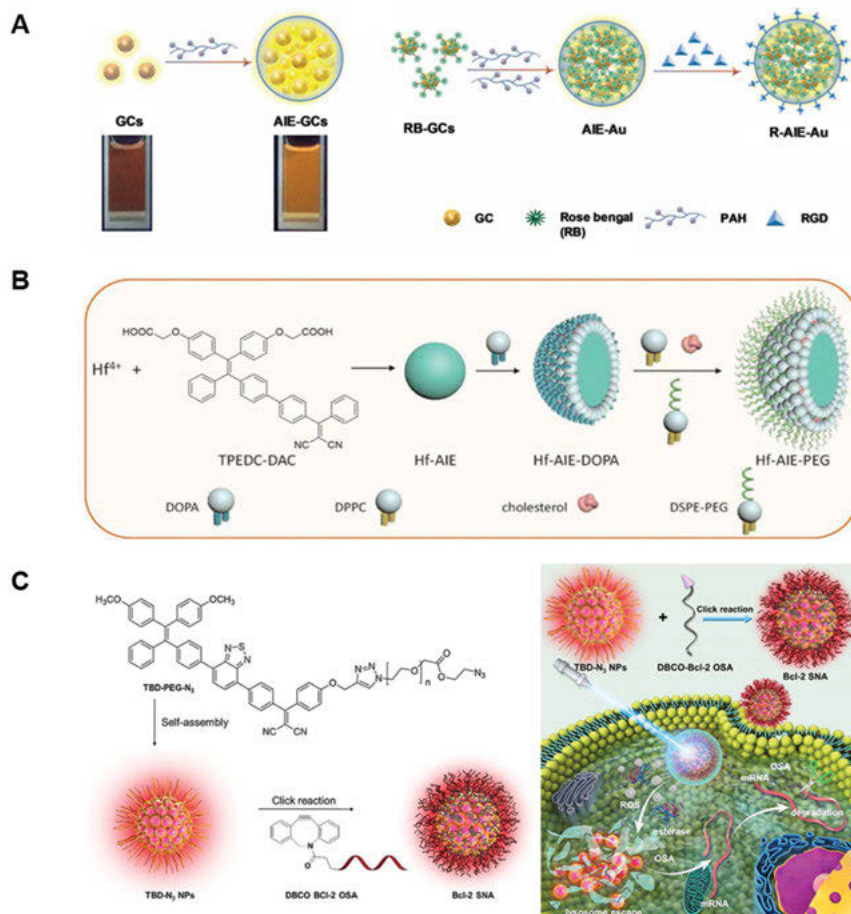 A
GCs
AIE-GCs
RB-GCs
AIE-Au
R-AIE-Au
GC
Rose bengal
(RB)
PAH
RGD
B
HOOC
O
O
COOH
Hf4+ +
NC CN
TPEDC-DAC
Hf-AIE
Hf-AIE-DOPA
Hf-AIE-PEG
DOPA
DPPC
cholesterol
DSPE-PEG
C
H₃CO
OCH₃
N S N
TBD-PEG-N₃
O
N=N
N
O
n
O
O
N₃
NC CN
Self-assembly
Click reaction
N
O
TBD-N₃ NPs
DBCO BCL-2 OSA
Bcl-2 SNA
Click reaction
+
TBD-N₃ NPs
DBCO-Bcl-2 OSA
Bcl-2 SNA
ROS
esterase
OSA
mRNA
OSA
degradation
mRNA
lysosome escape